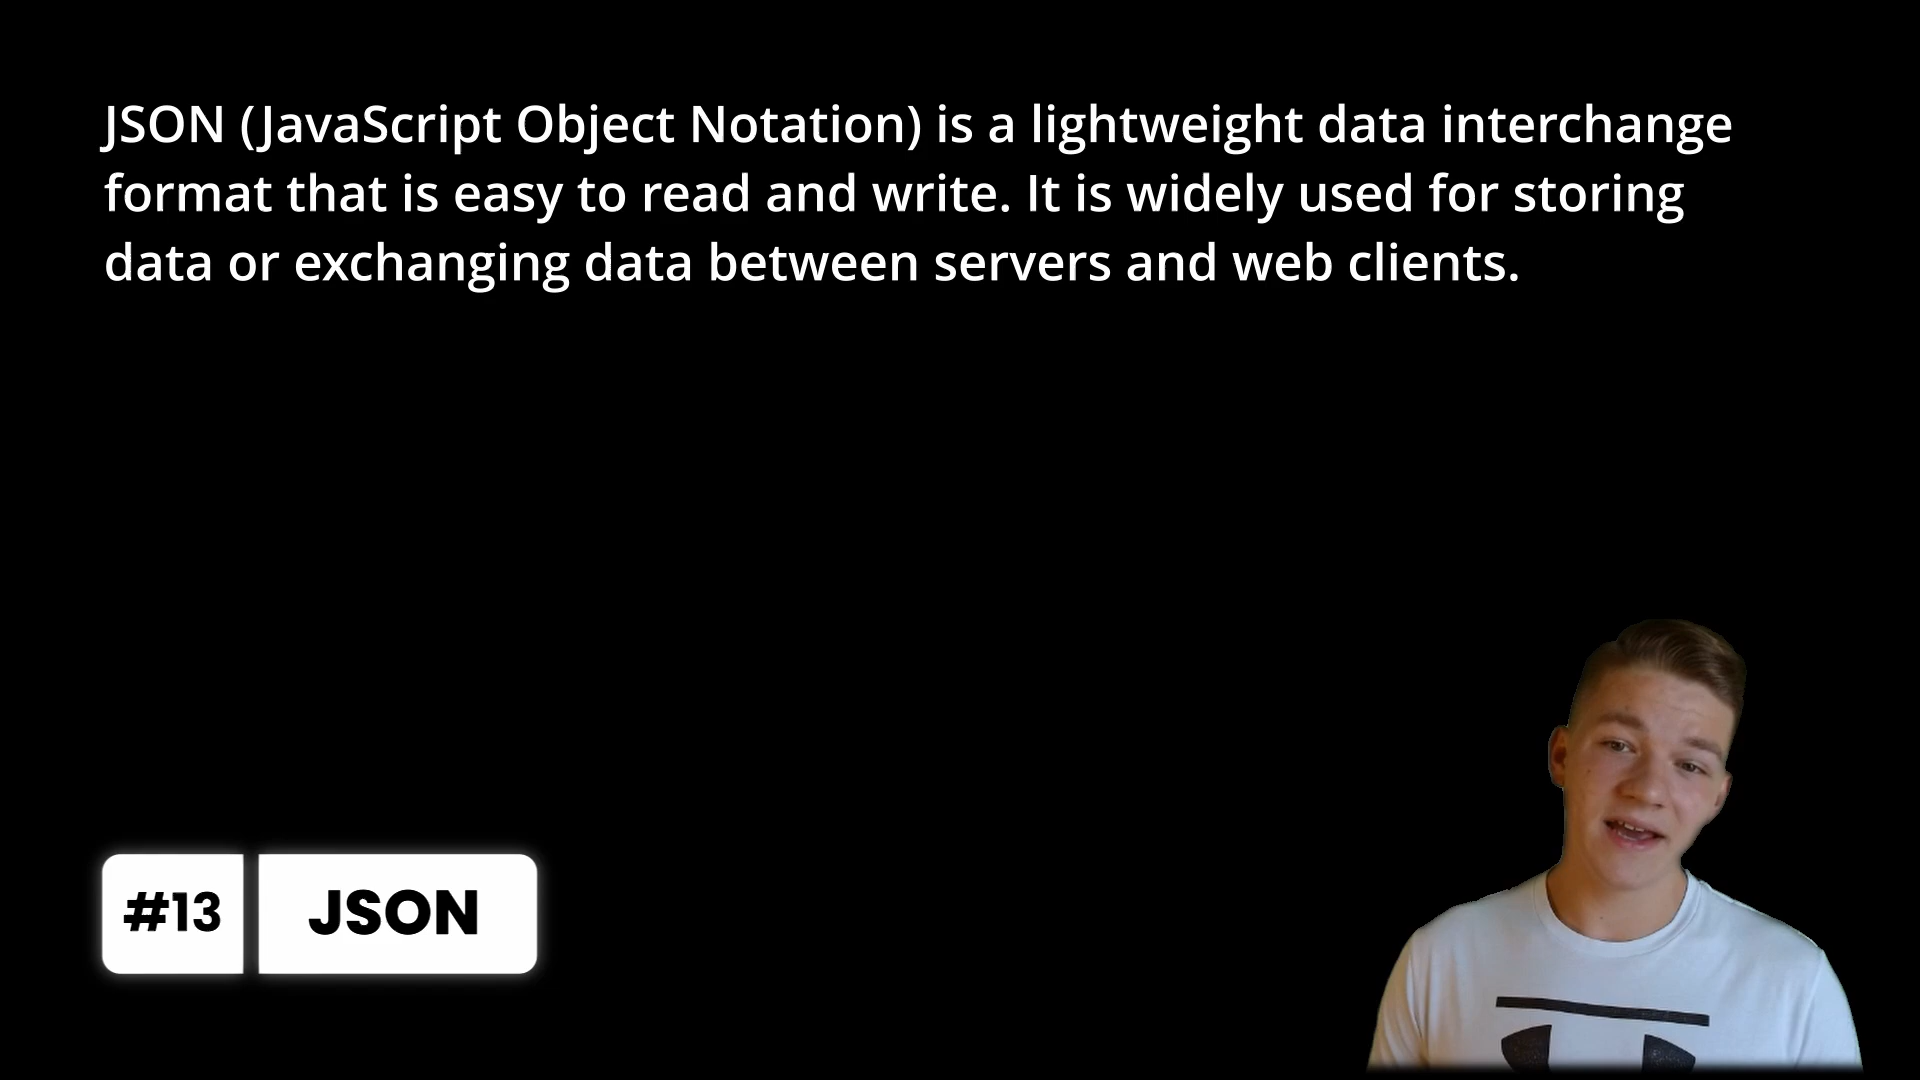 JSON (JavaScript Object Notation) is a lightweight data interchange
format that is easy to read and write. It is widely used for storing
data or exchanging data between servers and web clients.
#13 JSON